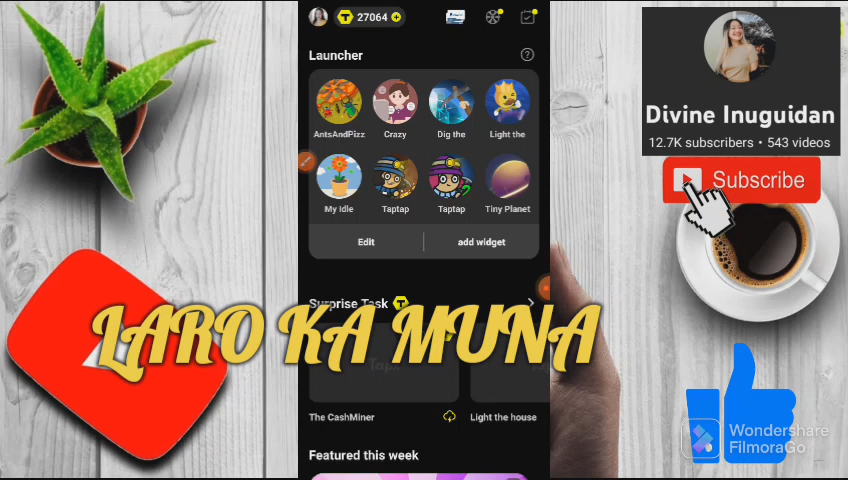 27064
Launcher
AntsAndPizz
Crazy
Dig the
Light the
My Idle
Taptap
Taptap
Tiny Planet
Edit
add widget
Surprise Task
LARO KA MUNA
The CashMiner
Light the house
Featured this week
Divine Inuguidan
12.7K subscribers • 543 videos
Subscribe
Wondershare
FilmoraGo